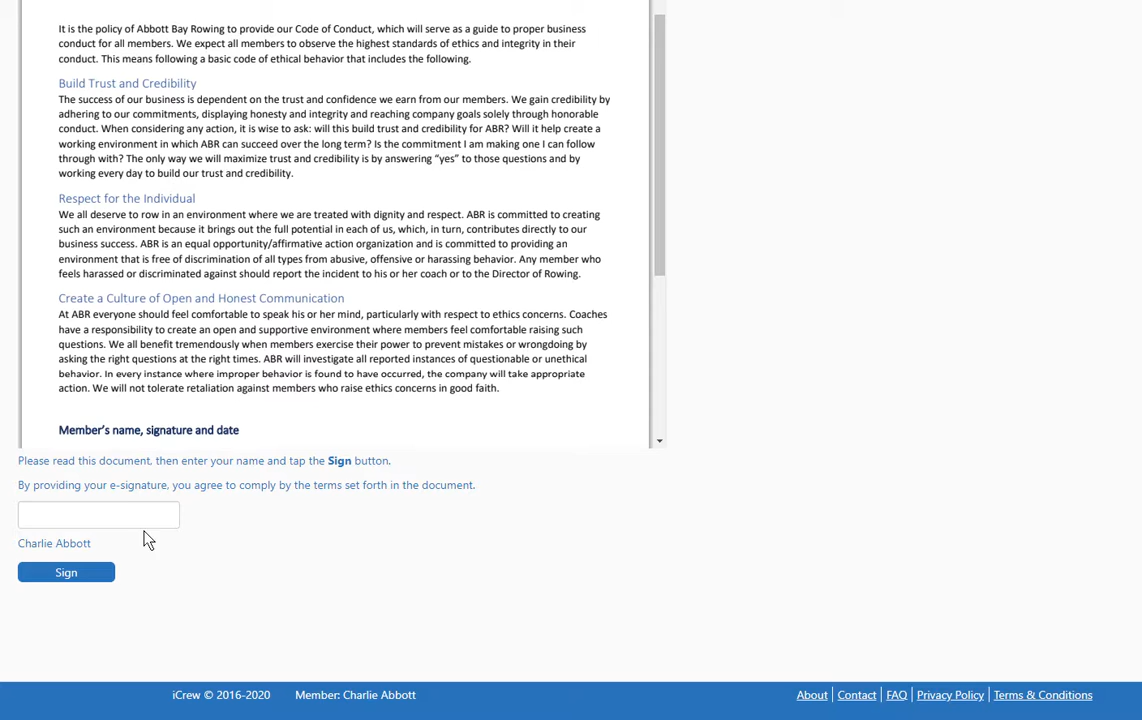 It is the policy of Abbott Bay Rowing to provide our Code of Conduct, which will serve as a guide to proper business
conduct for all members. We expect all members to observe the highest standards of ethics and integrity in their
conduct. This means following a basic code of ethical behavior that includes the following.
Build Trust and Credibility
The success of our business is dependent on the trust and confidence we earn from our members. We gain credibility by
adhering to our commitments, displaying honesty and integrity and reaching company goals solely through honorable
conduct. When considering any action, it is wise to ask: will this build trust and credibility for ABR? Will it help create a
working environment in which ABR can succeed over the long term? Is the commitment I am making one I can follow
through with? The only way we will maximize trust and credibility is by answering “yes” to those questions and by
working every day to build our trust and credibility.
Respect for the Individual
We all deserve to row in an environment where we are treated with dignity and respect. ABR is committed to creating
such an environment because it brings out the full potential in each of us, which, in turn, contributes directly to our
business success. ABR is an equal opportunity/affirmative action organization and is committed to providing an
environment that is free of discrimination of all types from abusive, offensive or harassing behavior. Any member who
feels harassed or discriminated against should report the incident to his or her coach or to the Director of Rowing.
Create a Culture of Open and Honest Communication
At ABR everyone should feel comfortable to speak his or her mind, particularly with respect to ethics concerns. Coaches
have a responsibility to create an open and supportive environment where members feel comfortable raising such
questions. We all benefit tremendously when members exercise their power to prevent mistakes or wrongdoing by
asking the right questions at the right times. ABR will investigate all reported instances of questionable or unethical
behavior. In every instance where improper behavior is found to have occurred, the company will take appropriate
action. We will not tolerate retaliation against members who raise ethics concerns in good faith.
Member’s name, signature and date
Please read this document, then enter your name and tap the Sign button.
By providing your e-signature, you agree to comply by the terms set forth in the document.
Charlie Abbott
Sign
iCrew © 2016-2020 Member: Charlie Abbott About Contact FAQ Privacy Policy Terms & Conditions